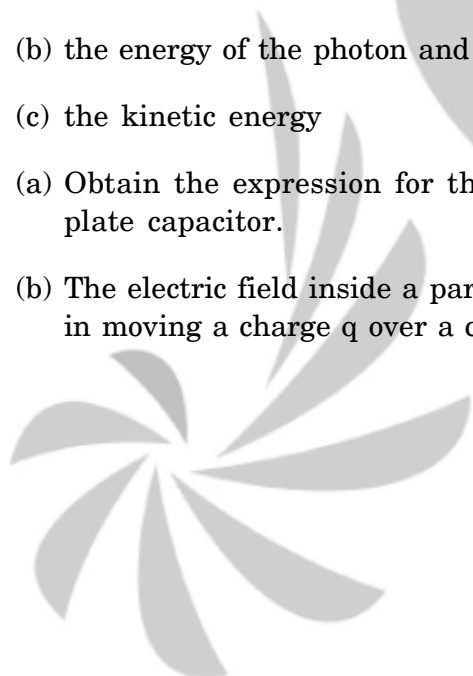 (b) the energy of the photon and
(c) the kinetic energy
(a) Obtain the expression for th
plate capacitor.
(b) The electric field inside a par
in moving a charge q over a c